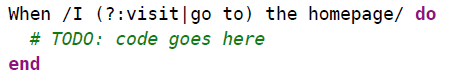 When /I (?:visit|go to) the homepage/ do
# TODO: code goes here
end